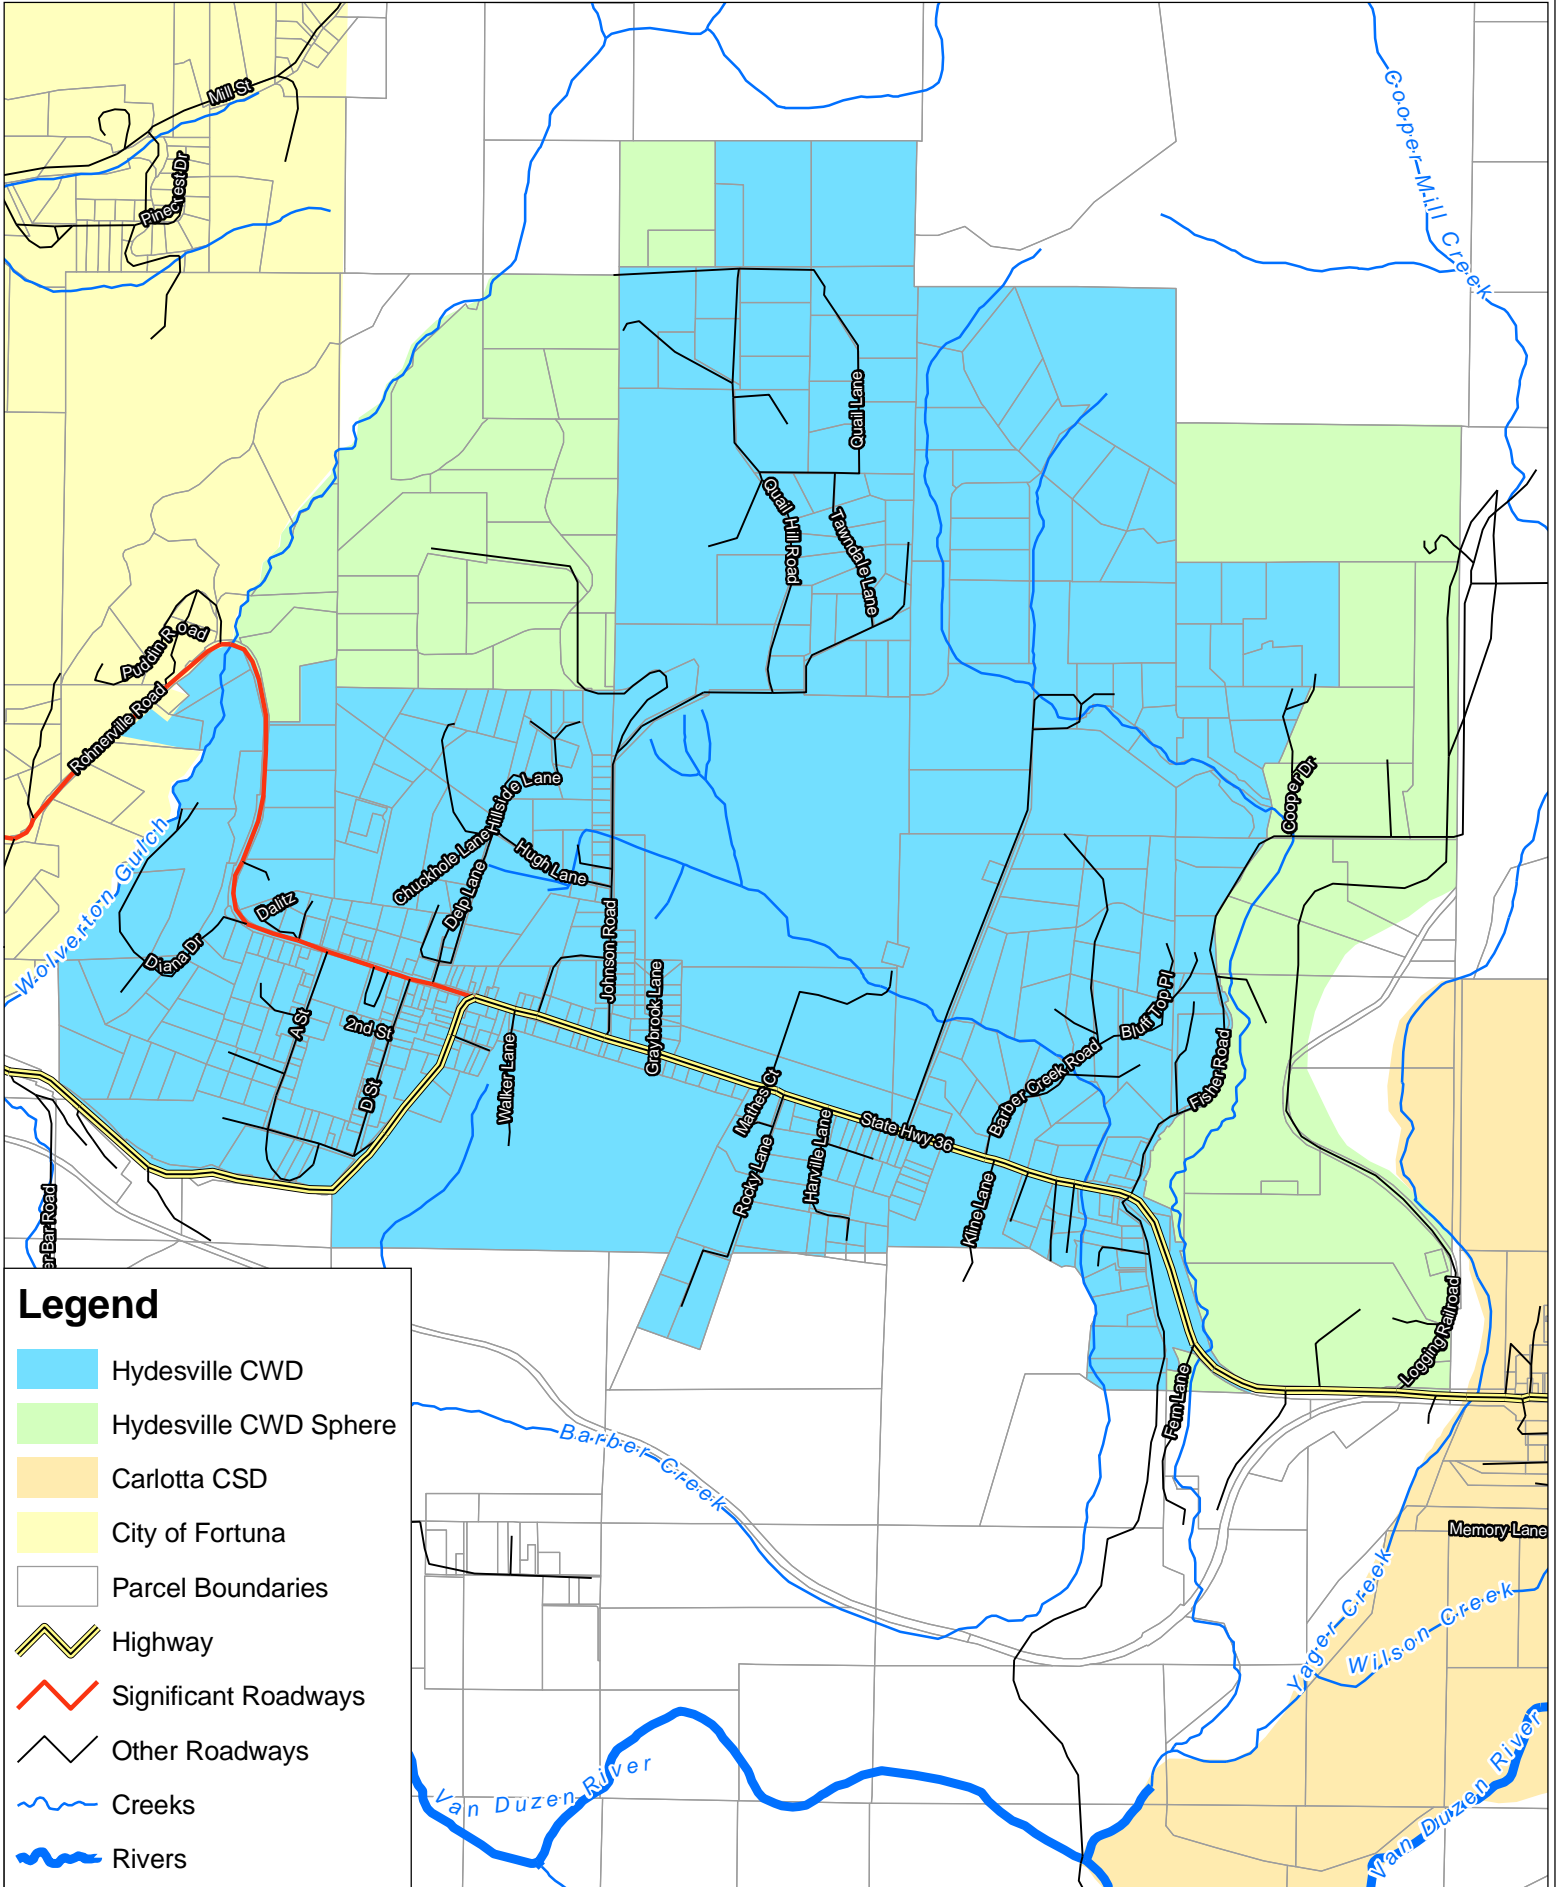 Mill St
Cooper Mill Creek
Pinecrest Dr
Quail Lane
Quail Hill Road
Tawndale Lane
Puddin Road
Rohnerville Road
Cooper Dr
Hillside Lane
Chuckhole Lane
Hugh Lane
Delp Lane
Wolverton Gulch
Dalitz
Diana Dr
Johnson Road
Graybrook Lane
Bluff Top Pl
A St
2nd St
Walker Lane
D St
Barber Creek Road
Fisher Road
Mathes Ct
State Hwy 36
Rocky Lane
Harville Lane
Kline Lane
er Bar Road
Logging Railroad
Fern Lane
Legend
Hydesville CWD
Hydesville CWD Sphere
Carlotta CSD
City of Fortuna
Parcel Boundaries
Highway
Significant Roadways
Other Roadways
Creeks
Rivers
Barber Creek
Memory Lane
Yager Creek
Wilson Creek
Van Duzen River
Van Duzen River